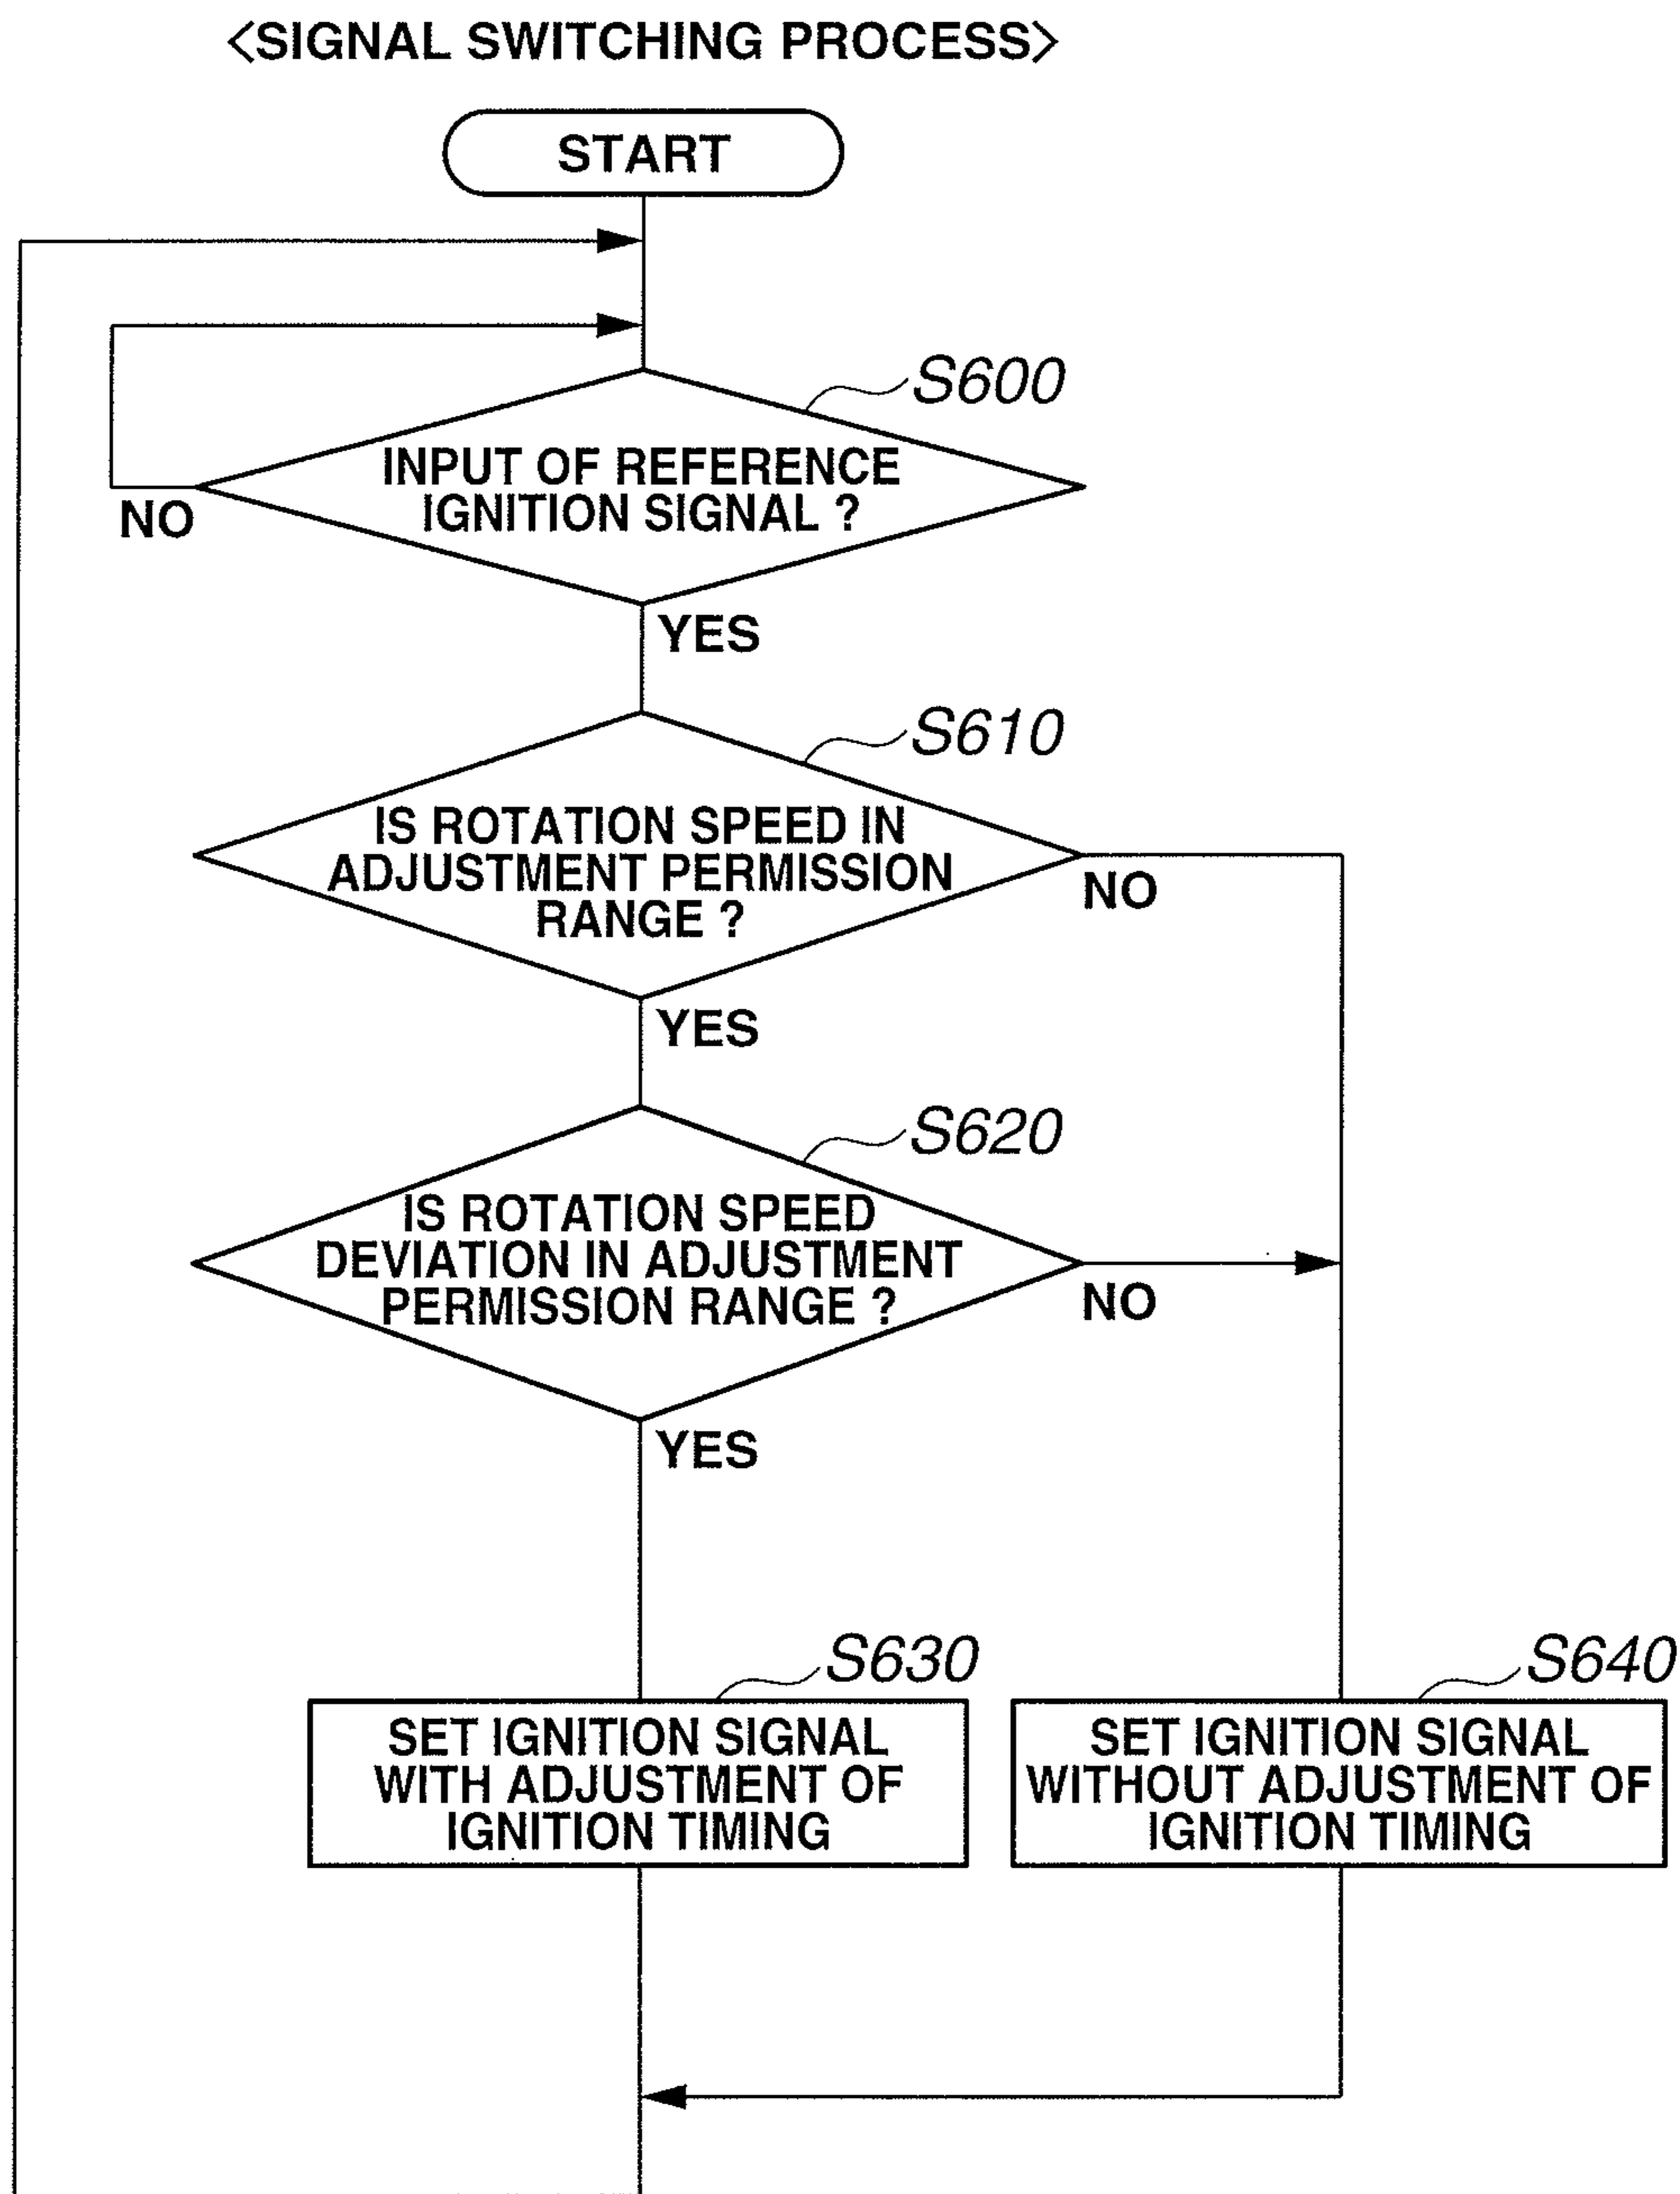 <SIGNAL SWITCHING PROCESS>
START
S600
INPUT OF REFERENCE
IGNITION SIGNAL ?
NO
YES
S610
IS ROTATION SPEED IN
ADJUSTMENT PERMISSION
RANGE ?
NO
YES
S620
IS ROTATION SPEED
DEVIATION IN ADJUSTMENT
PERMISSION RANGE ?
NO
YES
S630
SET IGNITION SIGNAL
WITH ADJUSTMENT OF
IGNITION TIMING
S640
SET IGNITION SIGNAL
WITHOUT ADJUSTMENT OF
IGNITION TIMING